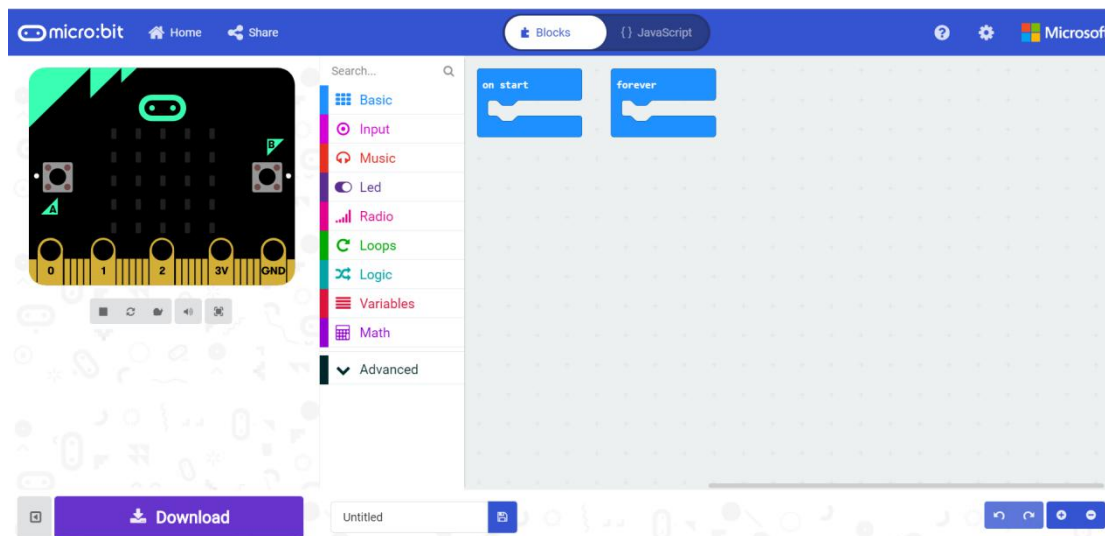 micro:bit Home Share Blocks {} JavaScript ? Microsoft
Search...
Basic
Input
Music
Led
Radio
Loops
Logic
Variables
Math
Advanced
on start
forever
B
A
0 1 2 3V GND
Download
Untitled